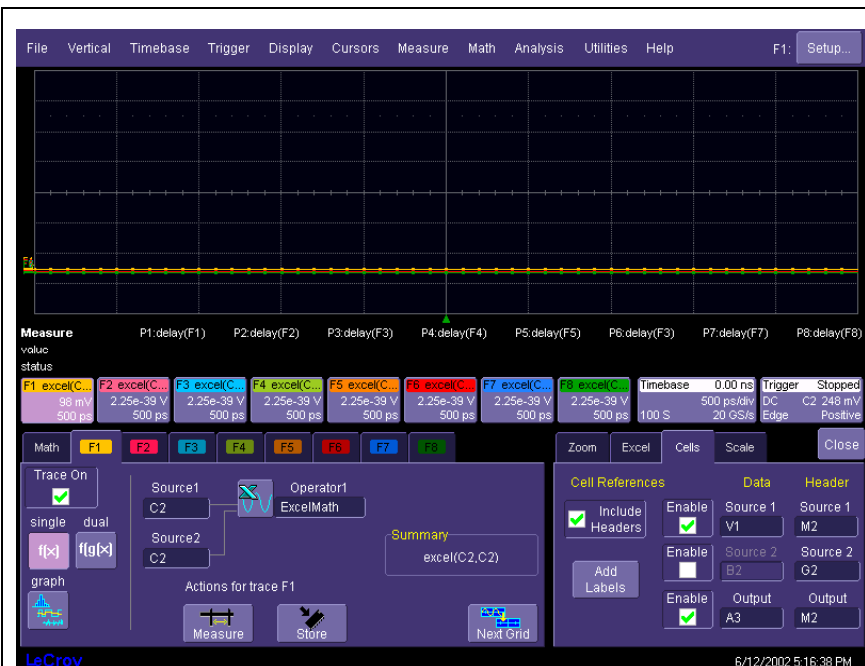 File Vertical Timebase Trigger Display Cursors Measure Math Analysis Utilities Help F1: Setup...
F1
Measure P1:delay(F1) P2:delay(F2) P3:delay(F3) P4:delay(F4) P5:delay(F5) P6:delay(F3) P7:delay(F7) P8:delay(F8)
value
status
F1 excel(C... F2 excel(C... F3 excel(C... F4 excel(C... F5 excel(C... F6 excel(C... F7 excel(C... F8 excel(C... Timebase 0.00 ns Trigger Stopped
98 mV 2.25e-39 V 2.25e-39 V 2.25e-39 V 2.25e-39 V 2.25e-39 V 2.25e-39 V 2.25e-39 V 500 ps/div DC C2 248 mV
500 ps 500 ps 500 ps 500 ps 500 ps 500 ps 500 ps 500 ps 100 S 20 GS/s Edge Positive
Math F1 F2 F3 F4 F5 F6 F7 F8 Zoom Excel Cells Scale Close
Trace On
single dual
f(x) f(g(x)
graph
Source1 Operator1
C2 ExcelMath
Source2
C2
Summary
excel(C2,C2)
Actions for trace F1
Measure Store Next Grid
Cell References Data Header
Include Headers Enable Source 1 Source 1
V1 M2
Add Labels Enable Source 2 Source 2
B2 G2
Enable Output Output
A3 M2
LeCroy 6/12/2002 5:16:38 PM